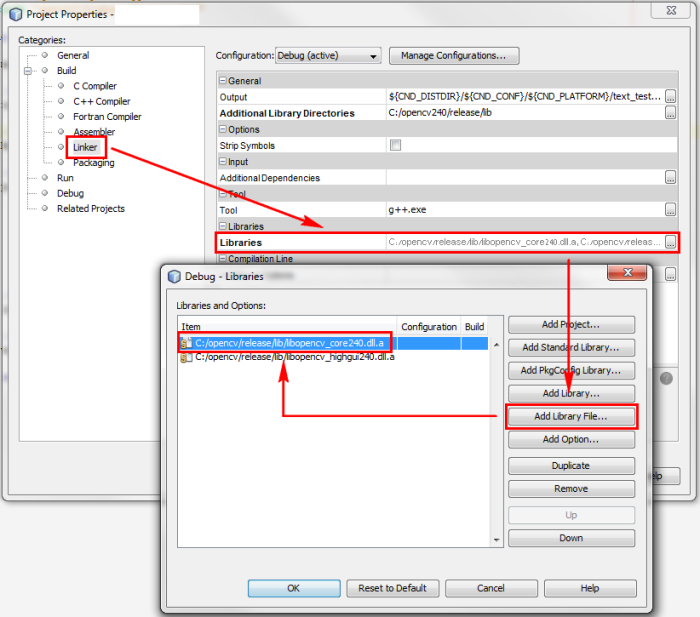 Project Properties -
Categories:
General
Build
C Compiler
C++ Compiler
Fortran Compiler
Assembler
Linker
Packaging
Run
Debug
Related Projects
Configuration: Debug (active) Manage Configurations...
General
Output ${CND_DISTDIR}/${CND_CONF}/${CND_PLATFORM}/text_test... ...
Additional Library Directories C:/opencv240/release/lib ...
Options
Strip Symbols
Input
Additional Dependencies ...
Tool
Tool g++.exe ...
Libraries
Libraries C:/opencv/release/lib/libopencv_core240.dll.a, C:/opencv/releas... ...
Compilation Line
...
Debug - Libraries
Libraries and Options:
Item Configuration Build
C:/opencv/release/lib/libopencv_core240.dll.a
C:/opencv/release/lib/libopencv_highgui240.dll.a
Add Project...
Add Standard Library...
Add PkgConfig Library...
Add Library...
Add Library File...
Add Option...
Duplicate
Remove
Up
Down
OK Reset to Default Cancel Help
?